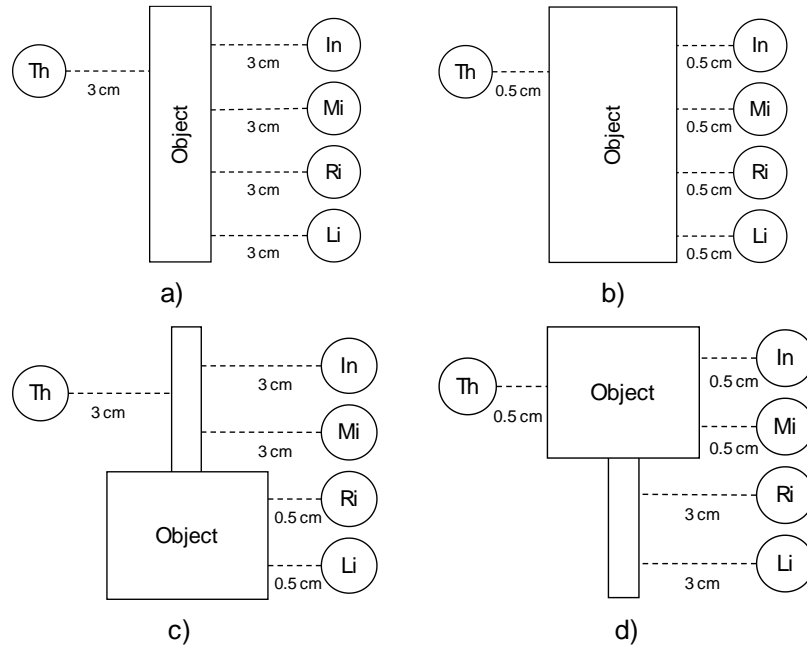 Th
3 cm
Object
3 cm
In
3 cm
Mi
3 cm
Ri
3 cm
Li
a)
Th
0.5 cm
Object
0.5 cm
In
0.5 cm
Mi
0.5 cm
Ri
0.5 cm
Li
b)
Th
3 cm
3 cm
In
3 cm
Mi
Object
0.5 cm
Ri
0.5 cm
Li
c)
Th
0.5 cm
Object
0.5 cm
In
0.5 cm
Mi
3 cm
Ri
3 cm
Li
d)